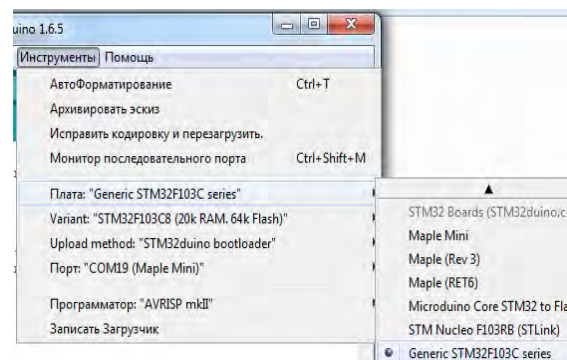 uino 1.6.5
Инструменты Помощь
АвтоФорматирование Ctrl+T
Архивировать эскиз
Исправить кодировку и перезагрузить.
Монитор последовательного порта Ctrl+Shift+M
Плата: "Generic STM32F103C series"
Variant: "STM32F103C8 (20k RAM. 64k Flash)"
Upload method: "STM32duino bootloader"
Порт: "COM19 (Maple Mini)"
Программатор: "AVRISP mkII"
Записать Загрузчик
STM32 Boards (STM32duino.c
Maple Mini
Maple (Rev 3)
Maple (RET6)
Microduino Core STM32 to Fla
STM Nucleo F103RB (STLink)
Generic STM32F103C series